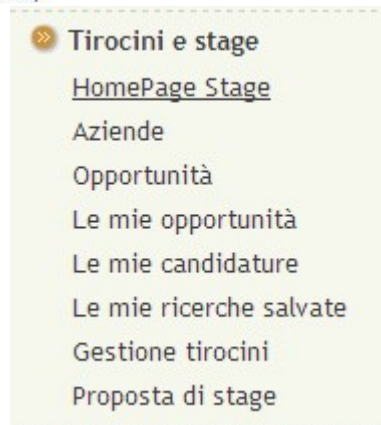 Tirocini e stage
HomePage Stage
Aziende
Opportunità
Le mie opportunità
Le mie candidature
Le mie ricerche salvate
Gestione tirocini
Proposta di stage